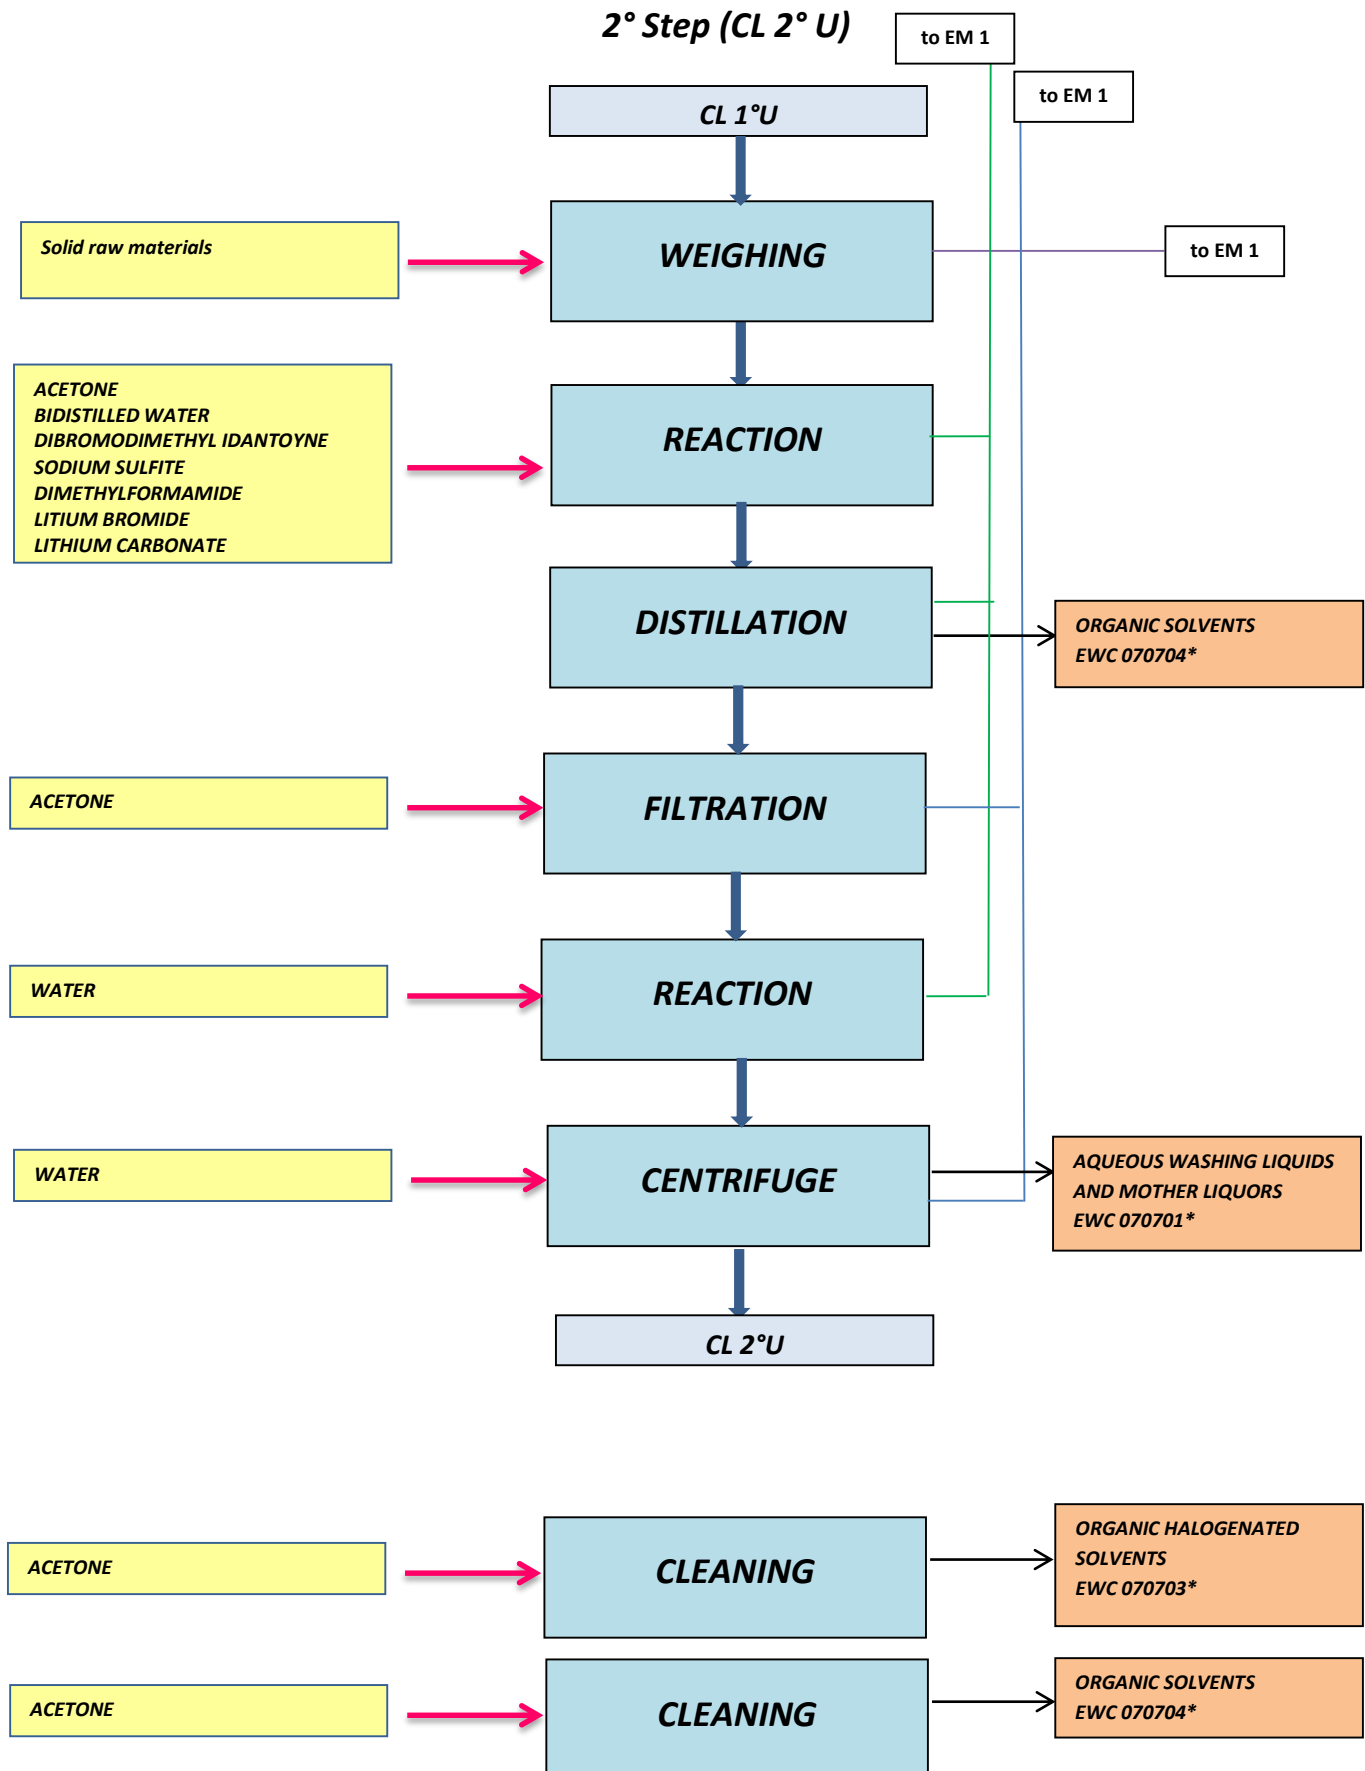 2° Step (CL 2° U)
to EM 1
to EM 1
CL 1°U
Solid raw materials
WEIGHING
to EM 1
ACETONE
BIDISTILLED WATER
DIBROMODIMETHYL IDANTOYNE
SODIUM SULFITE
DIMETHYLFORMAMIDE
LITIUM BROMIDE
LITHIUM CARBONATE
REACTION
DISTILLATION
ORGANIC SOLVENTS
EWC 070704*
ACETONE
FILTRATION
WATER
REACTION
WATER
CENTRIFUGE
AQUEOUS WASHING LIQUIDS
AND MOTHER LIQUORS
EWC 070701*
CL 2°U
ACETONE
CLEANING
ORGANIC HALOGENATED
SOLVENTS
EWC 070703*
ACETONE
CLEANING
ORGANIC SOLVENTS
EWC 070704*